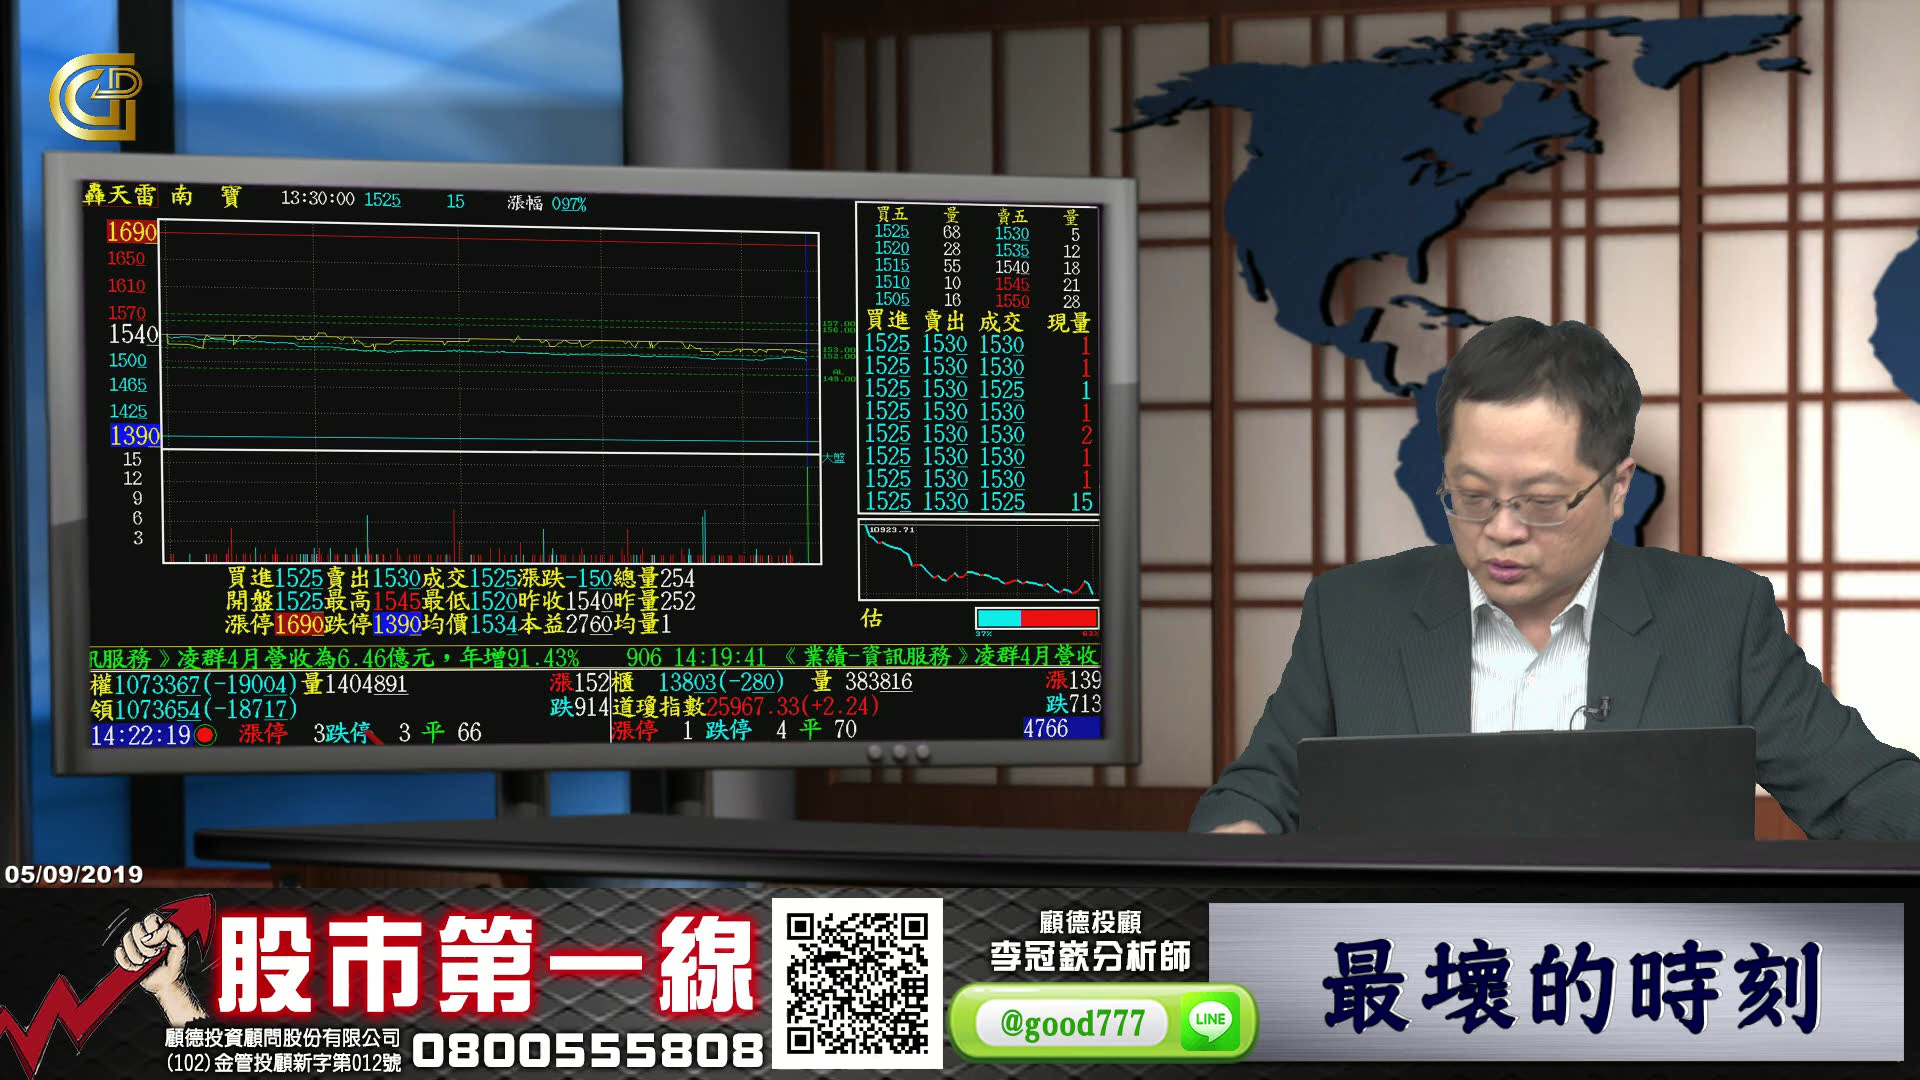 轟天雷 南 寶 13:30:00 1525 15 漲幅 097%
1690
1650
1610
1570
1540
1500
1465
1425
1390
15
12
9
6
3
157.00
156.00
153.00
152.00
AL
149.00
大盤
買五 量 賣五 量
1525 68 1530 5
1520 28 1535 12
1515 55 1540 18
1510 10 1545 21
1505 16 1550 28
買進 賣出 成交 現量
1525 1530 1530 1
1525 1530 1530 1
1525 1530 1525 1
1525 1530 1530 1
1525 1530 1530 2
1525 1530 1530 1
1525 1530 1530 1
1525 1530 1525 15
10923.71
估
37% 63%
買進1525賣出1530成交1525漲跌-150總量254
開盤1525最高1545最低1520昨收1540昨量252
漲停1690跌停1390均價1534本益2760均量1
訊服務》凌群4月營收為6.46億元，年增91.43% 906 14:19:41 《業績-資訊服務》凌群4月營收
權1073367(-19004)量1404891 漲152 櫃 13803(-280) 量 383816 漲139
領1073654(-18717) 跌914 道瓊指數25967.33(+2.24) 跌713
14:22:19 漲停 3跌停 3 平 66 漲停 1 跌停 4 平 70 4766
05/09/2019
股市第一線
顧德投資顧問股份有限公司
(102)金管投顧新字第012號
0800555808
顧德投顧
李冠嶔分析師
@good777
LINE
最壞的時刻